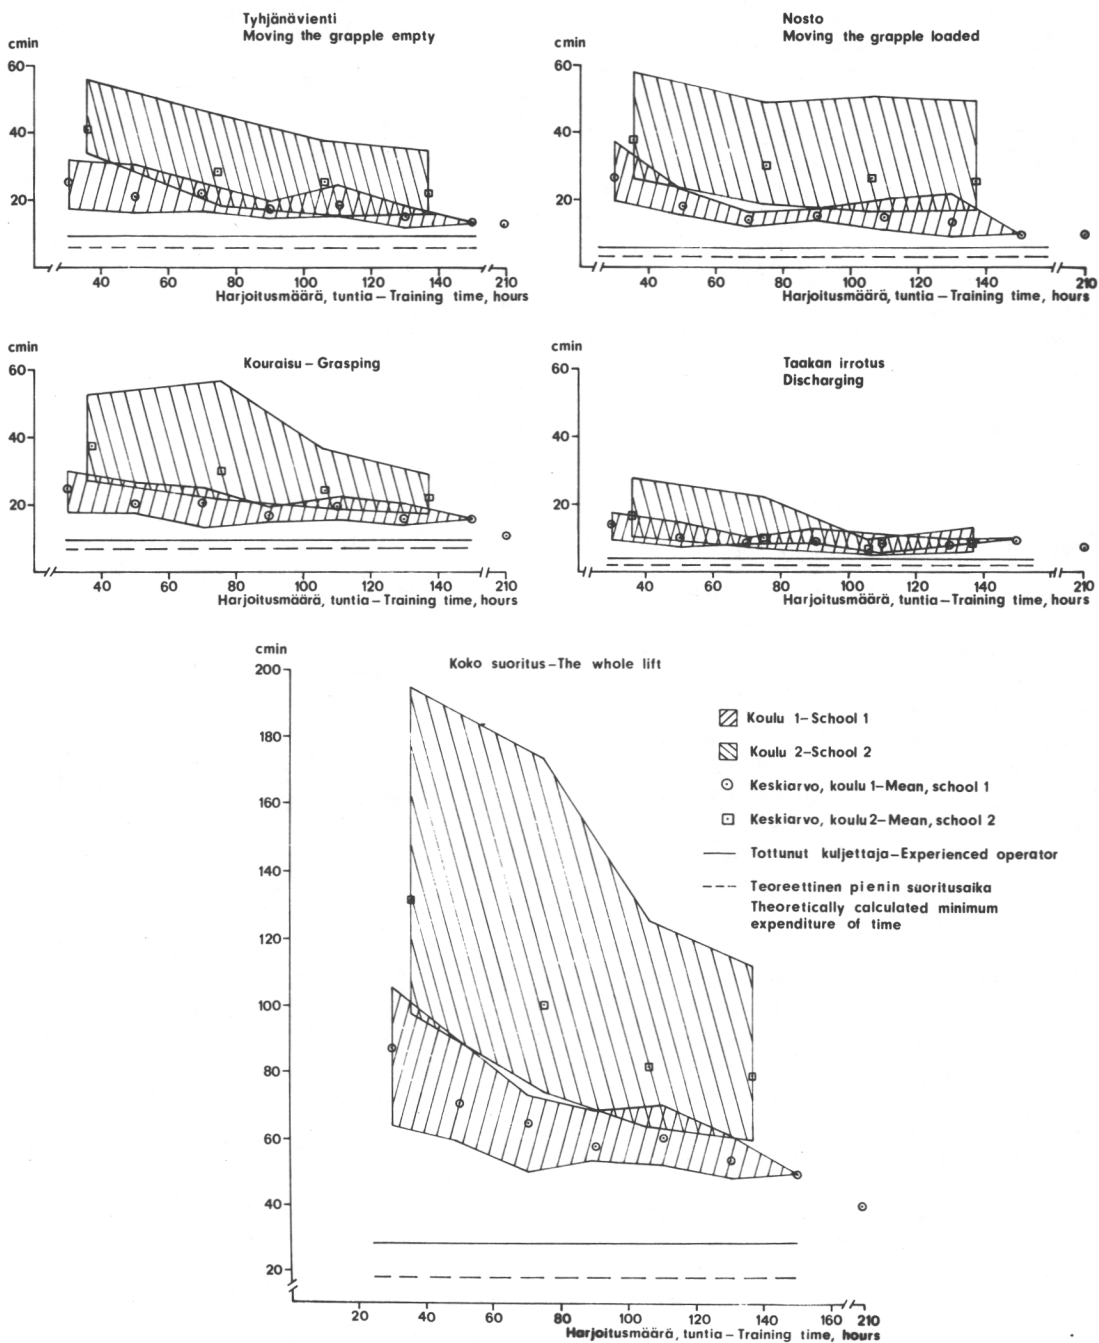 Tyhjänävienti
Moving the grapple empty
cmin
60
40
20
40 60 80 100 120 140 210
Harjoitusmäärä, tuntia – Training time, hours
Nosto
Moving the grapple loaded
cmin
60
40
20
40 60 80 100 120 140 210
Harjoitusmäärä, tuntia – Training time, hours
Kouraisu – Grasping
cmin
60
40
20
40 60 80 100 120 140 210
Harjoitusmäärä, tuntia – Training time, hours
Taakan irrotus
Discharging
cmin
60
40
20
40 60 80 100 120 140 210
Harjoitusmäärä, tuntia – Training time, hours
Koko suoritus – The whole lift
cmin
200
180
160
140
120
100
80
60
40
20
20 40 60 80 100 120 140 160 210
Harjoitusmäärä, tuntia – Training time, hours
Koulu 1 – School 1
Koulu 2 – School 2
Keskiarvo, koulu 1 – Mean, school 1
Keskiarvo, koulu 2 – Mean, school 2
Tottunut kuljettaja – Experienced operator
Teoreettinen pienin suoritusaika
Theoretically calculated minimum
expenditure of time